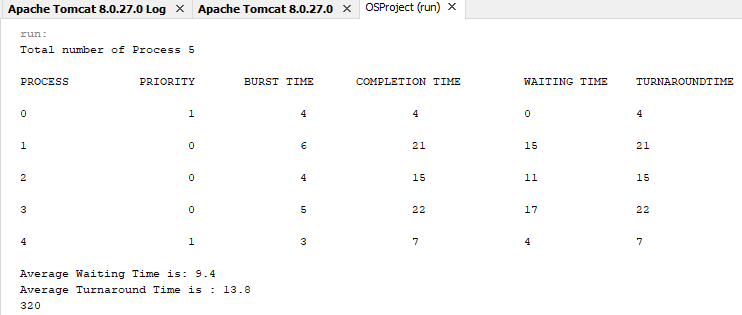 Apache Tomcat 8.0.27.0 Log × Apache Tomcat 8.0.27.0 × OSProject (run) ×
run:
Total number of Process 5
PROCESS PRIORITY BURST TIME COMPLETION TIME WAITING TIME TURNAROUNDTIME
0 1 4 4 0 4
1 0 6 21 15 21
2 0 4 15 11 15
3 0 5 22 17 22
4 1 3 7 4 7
Average Waiting Time is: 9.4
Average Turnaround Time is : 13.8
320